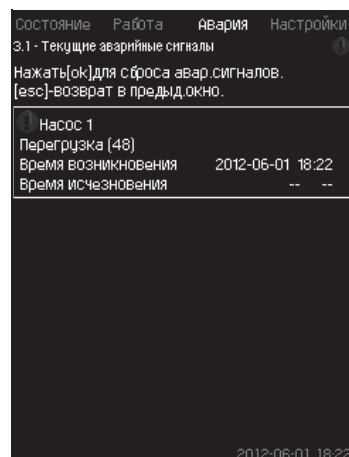 Состояние Работа Авария Настройки
3.1 - Текущие аварийные сигналы
Нажать[ok]для сброса авар.сигналов.
[esc]-возврат в предыд.окно.
Насос 1
Перегрузка (48)
Время возникновения 2012-06-01 18:22
Время исчезновения -- --
2012-06-01 18:22